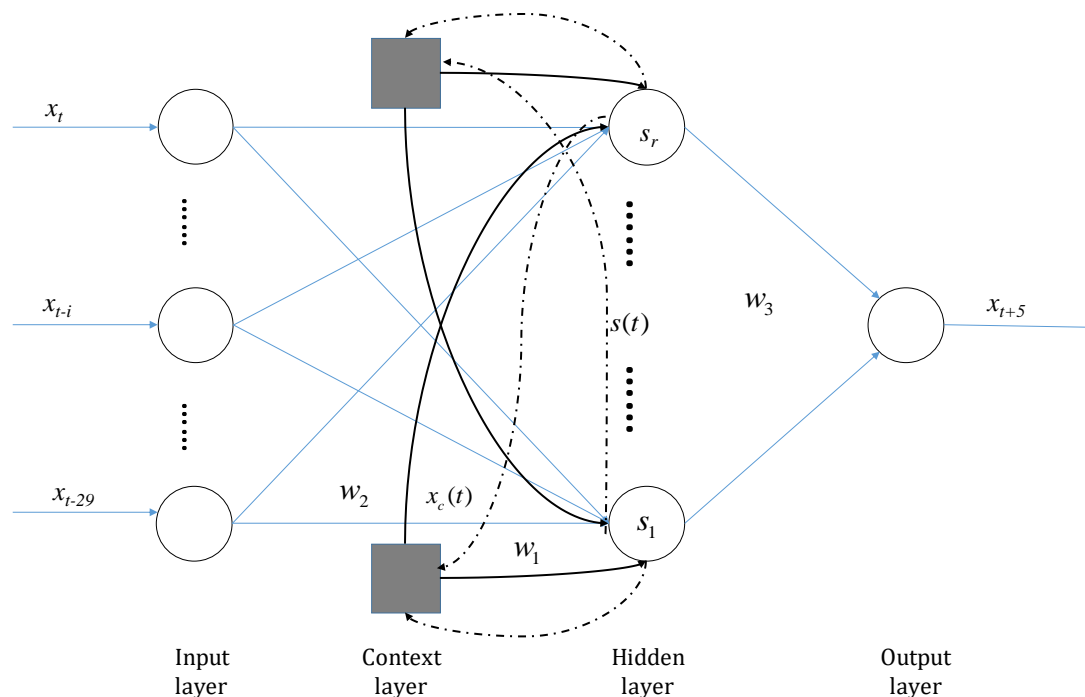 x_t
s_r
x_{t-i}
x_{t+5}
w_3
s(t)
x_{t-29}
w_2
x_c(t)
s_1
w_1
Input
layer
Context
layer
Hidden
layer
Output
layer